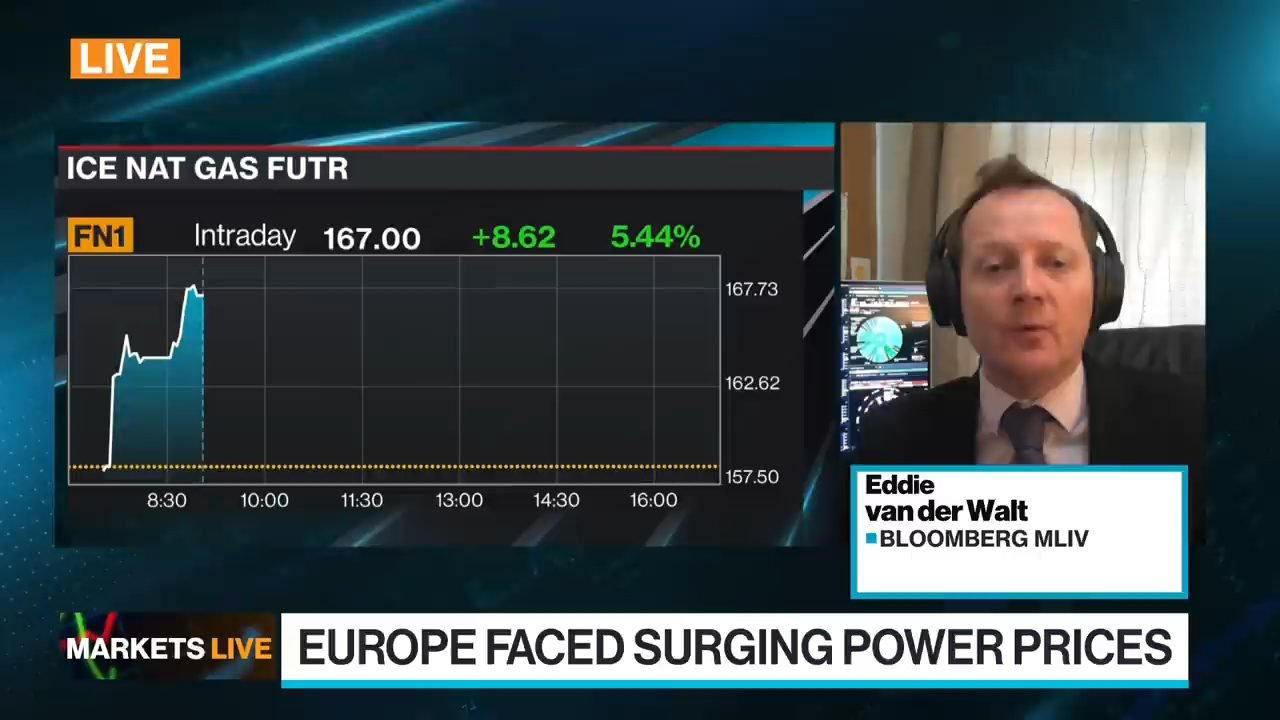 LIVE
ICE NAT GAS FUTR
FN1 Intraday 167.00 +8.62 5.44%
167.73
162.62
157.50
8:30 10:00 11:30 13:00 14:30 16:00
Eddie
van der Walt
BLOOMBERG MLIV
MARKETS LIVE
EUROPE FACED SURGING POWER PRICES